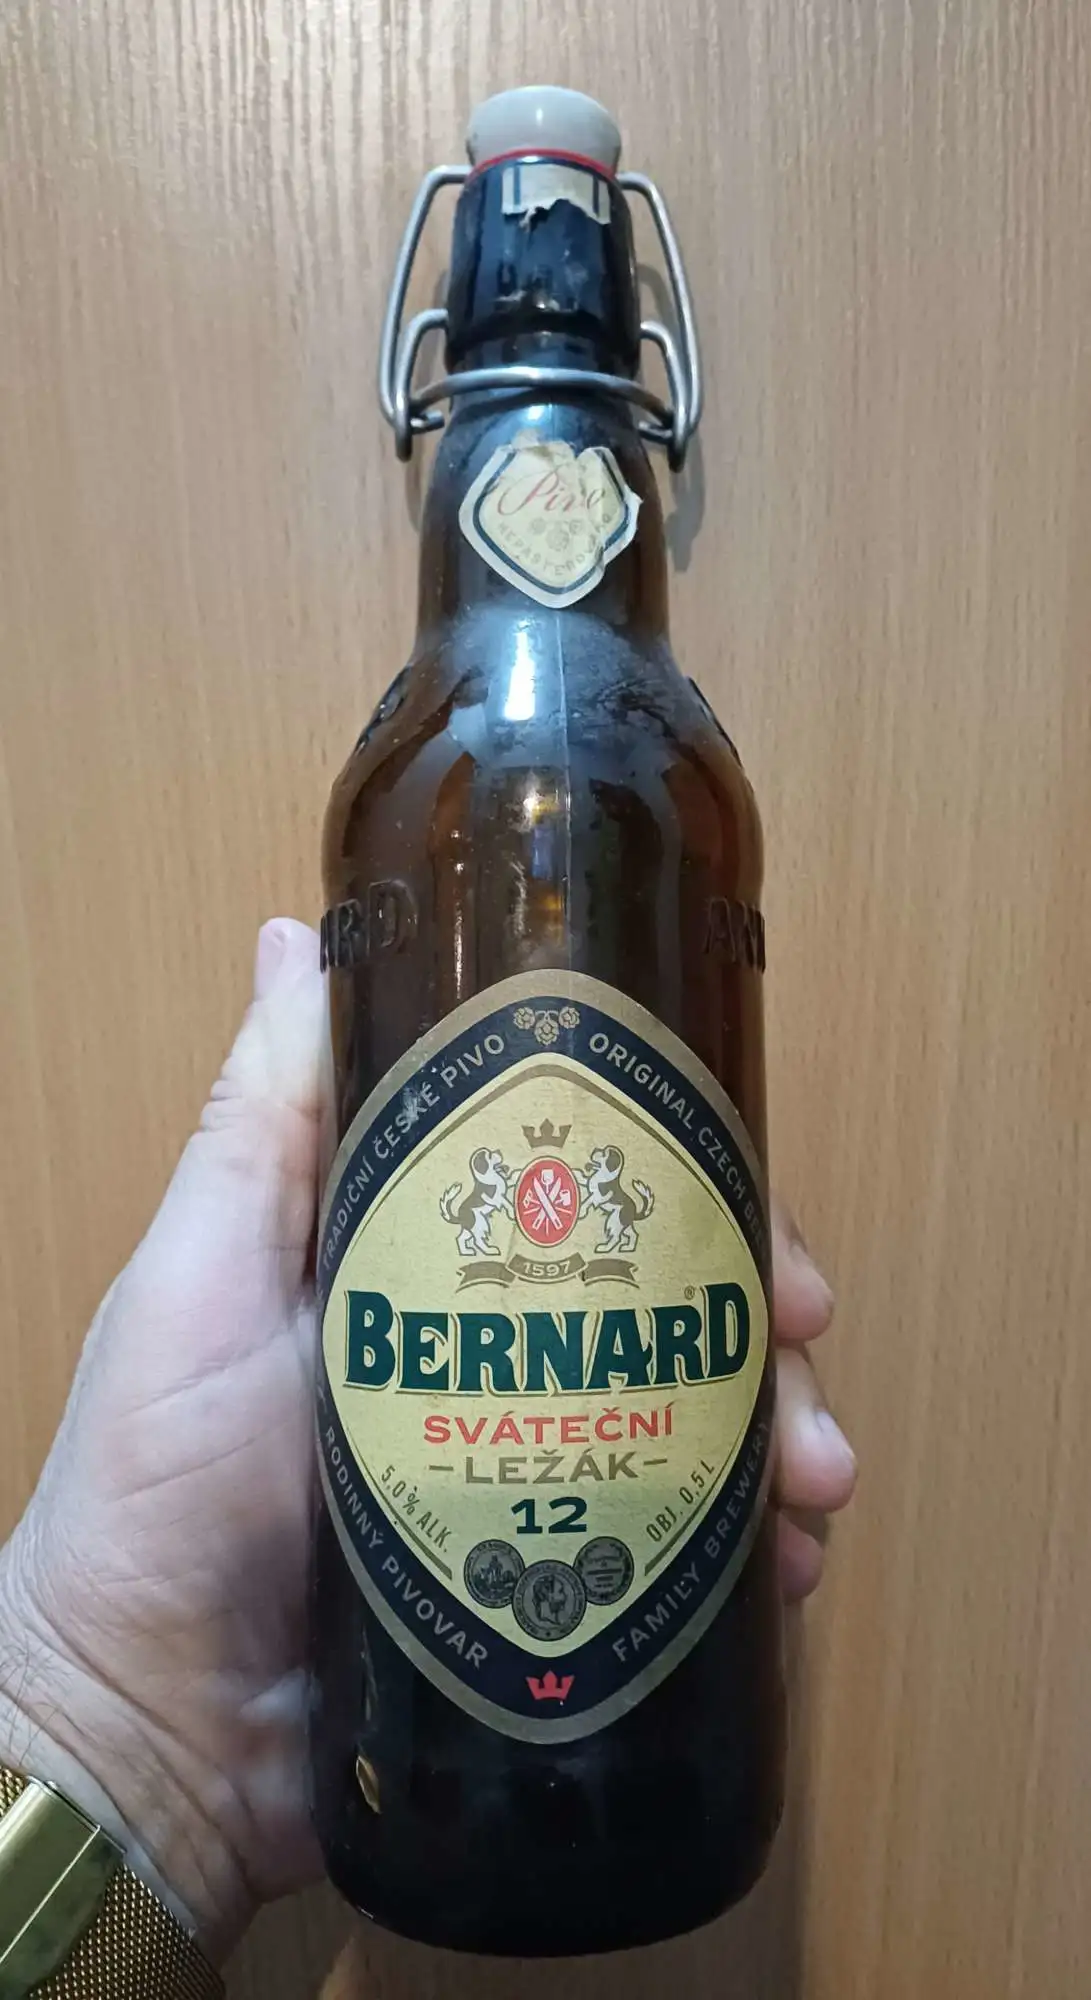 Pivo
NEPASTEROVANÉ
TRADIČNÍ ČESKÉ PIVO
ORIGINAL CZECH BEER
1597
BERNARD®
SVÁTEČNÍ
–LEŽÁK–
12
5,0% ALK.
OBJ. 0,5 L
RODINNÝ PIVOVAR
FAMILY BREWERY